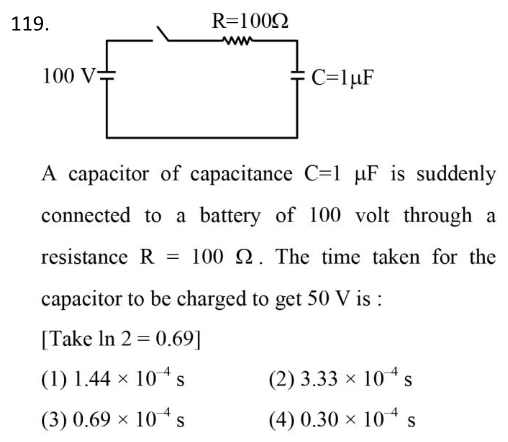 119.
R=100Ω
100 V
C=1μF
A capacitor of capacitance C=1 μF is suddenly
connected to a battery of 100 volt through a
resistance R = 100 Ω. The time taken for the
capacitor to be charged to get 50 V is :
[Take ln 2 = 0.69]
(1) 1.44 × 10⁻⁴ s (2) 3.33 × 10⁻⁴ s
(3) 0.69 × 10⁻⁴ s (4) 0.30 × 10⁻⁴ s